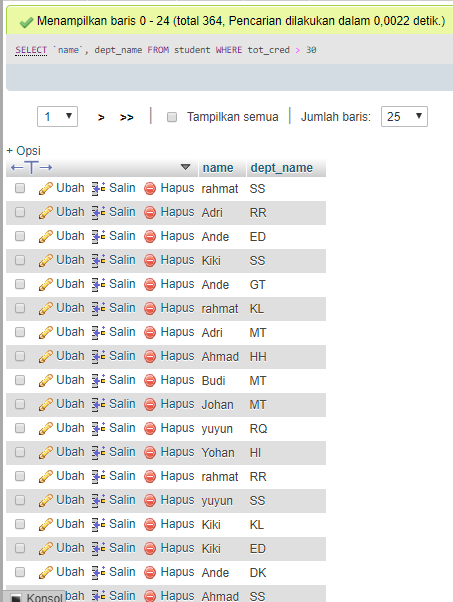 Menampilkan baris 0 - 24 (total 364, Pencarian dilakukan dalam 0,0022 detik.)
SELECT `name`, dept_name FROM student WHERE tot_cred > 30
1 > >> Tampilkan semua Jumlah baris: 25
+ Opsi
←T→ name dept_name
Ubah Salin Hapus rahmat SS
Ubah Salin Hapus Adri RR
Ubah Salin Hapus Ande ED
Ubah Salin Hapus Kiki SS
Ubah Salin Hapus Ande GT
Ubah Salin Hapus rahmat KL
Ubah Salin Hapus Adri MT
Ubah Salin Hapus Ahmad HH
Ubah Salin Hapus Budi MT
Ubah Salin Hapus Johan MT
Ubah Salin Hapus yuyun RQ
Ubah Salin Hapus Yohan HI
Ubah Salin Hapus rahmat RR
Ubah Salin Hapus yuyun SS
Ubah Salin Hapus Kiki KL
Ubah Salin Hapus Kiki ED
Ubah Salin Hapus Ande DK
Ubah Salin Hapus Ahmad SS
Konsol